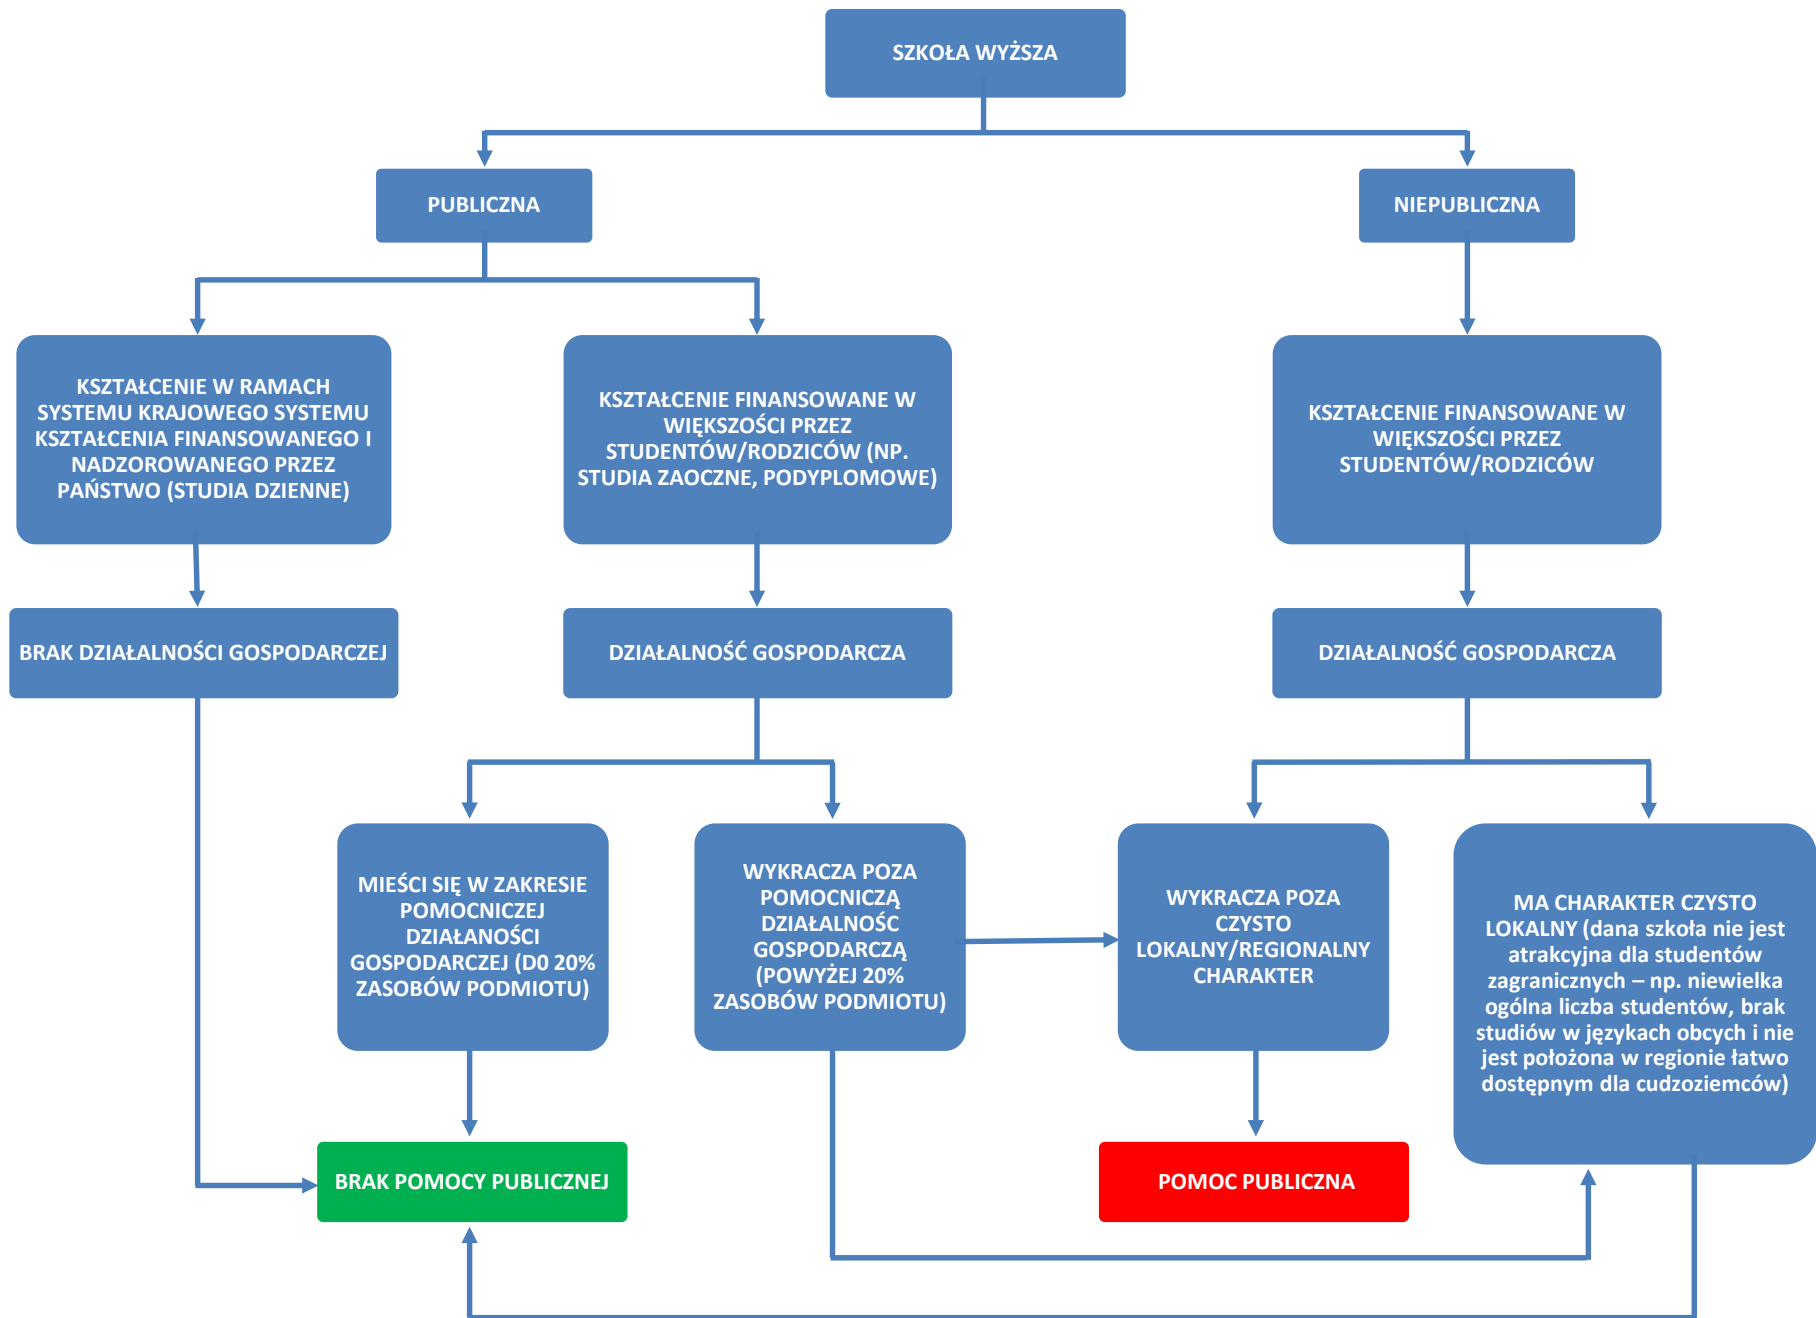 SZKOŁA WYŻSZA
PUBLICZNA
NIEPUBLICZNA
KSZTAŁCENIE W RAMACH
SYSTEMU KRAJOWEGO SYSTEMU
KSZTAŁCENIA FINANSOWANEGO I
NADZOROWANEGO PRZEZ
PAŃSTWO (STUDIA DZIENNE)
KSZTAŁCENIE FINANSOWANE W
WIĘKSZOŚCI PRZEZ
STUDENTÓW/RODZICÓW (NP.
STUDIA ZAOCZNE, PODYPLOMOWE)
KSZTAŁCENIE FINANSOWANE W
WIĘKSZOŚCI PRZEZ
STUDENTÓW/RODZICÓW
BRAK DZIAŁALNOŚCI GOSPODARCZEJ
DZIAŁALNOŚĆ GOSPODARCZA
DZIAŁALNOŚĆ GOSPODARCZA
MIEŚCI SIĘ W ZAKRESIE
POMOCNICZEJ
DZIAŁANOŚCI
GOSPODARCZEJ (D0 20%
ZASOBÓW PODMIOTU)
WYKRACZA POZA
POMOCNICZĄ
DZIAŁALNOŚC
GOSPODARCZĄ
(POWYŻEJ 20%
ZASOBÓW PODMIOTU)
WYKRACZA POZA
CZYSTO
LOKALNY/REGIONALNY
CHARAKTER
MA CHARAKTER CZYSTO
LOKALNY (dana szkoła nie jest
atrakcyjna dla studentów
zagranicznych – np. niewielka
ogólna liczba studentów, brak
studiów w językach obcych i nie
jest położona w regionie łatwo
dostępnym dla cudzoziemców)
BRAK POMOCY PUBLICZNEJ
POMOC PUBLICZNA